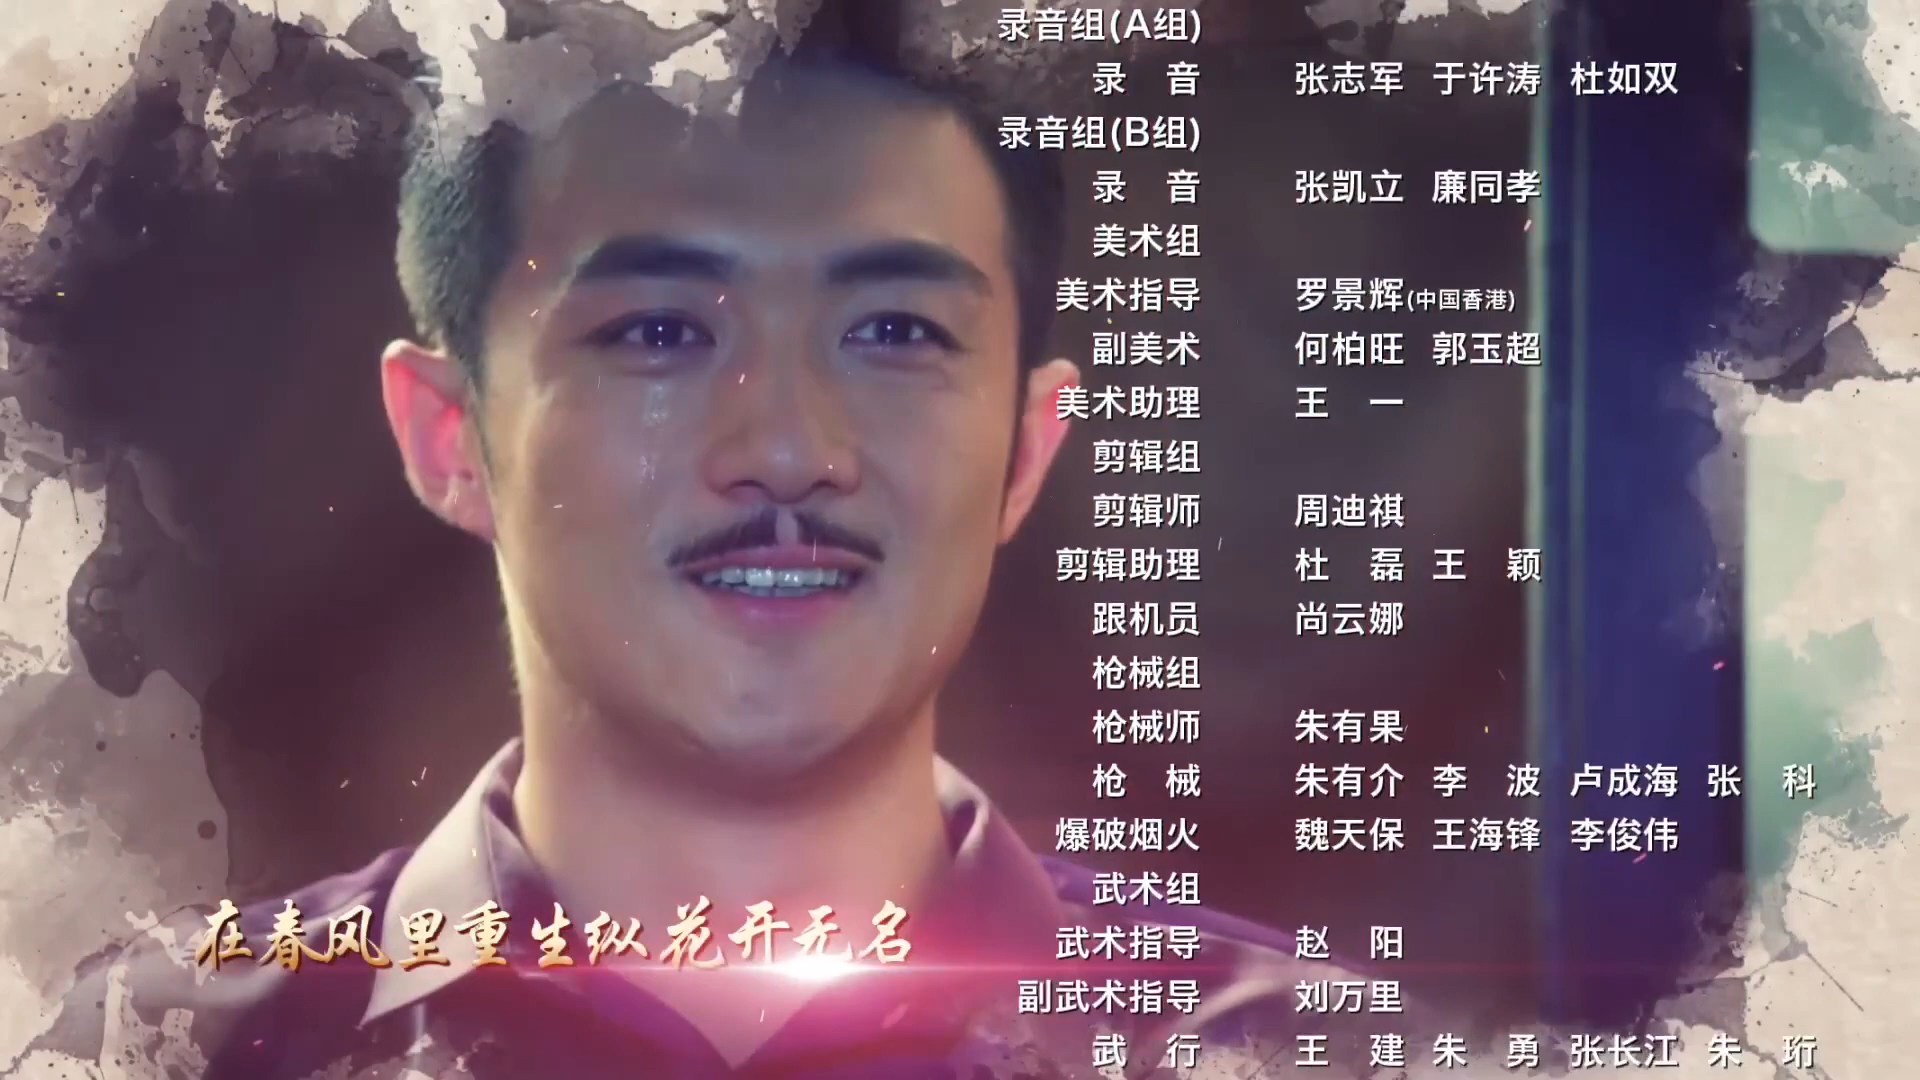 录音组(A组)
录 音 张志军 于许涛 杜如双
录音组(B组)
录 音 张凯立 廉同孝
美术组
美术指导 罗景辉(中国香港)
副美术 何柏旺 郭玉超
美术助理 王 一
剪辑组
剪辑师 周迪祺
剪辑助理 杜 磊 王 颖
跟机员 尚云娜
枪械组
枪械师 朱有果
枪 械 朱有介 李 波 卢成海 张 科
爆破烟火 魏天保 王海锋 李俊伟
武术组
武术指导 赵 阳
副武术指导 刘万里
武 行 王 建 朱 勇 张长江 朱 珩
在春风里重生纵花开无名